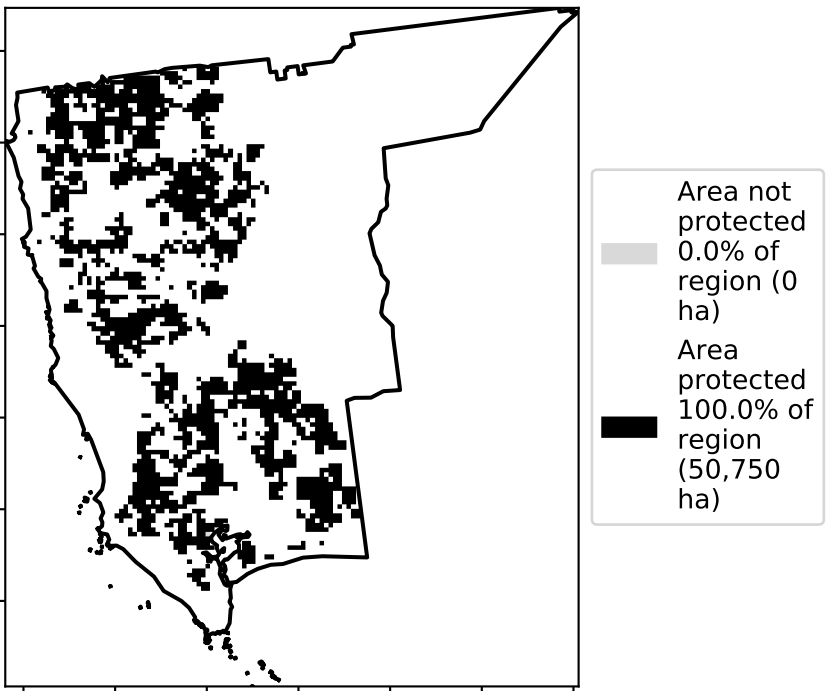 Area not
protected
0.0% of
region (0
ha)
Area
protected
100.0% of
region
(50,750
ha)